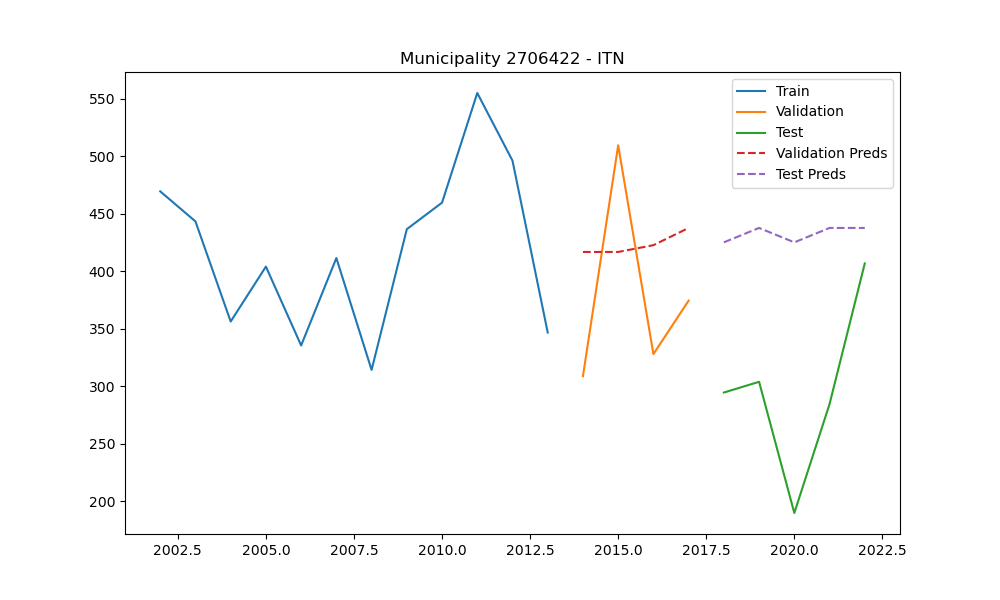 Municipality 2706422 - ITN
Train
Validation
Test
Validation Preds
Test Preds
550
500
450
400
350
300
250
200
2002.5 2005.0 2007.5 2010.0 2012.5 2015.0 2017.5 2020.0 2022.5